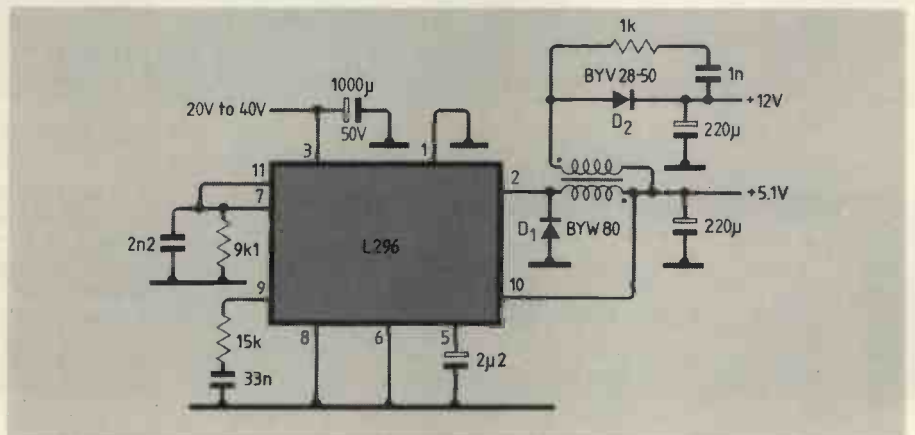 1k
BYV 28-50
1n
1000µ
20V to 40V
+12V
50V
D2
220µ
3
1
11
2
+5.1V
7
D1
BYW 80
220µ
2n2
9k1
L296
10
9
15k
8
6
5
2µ2
33n